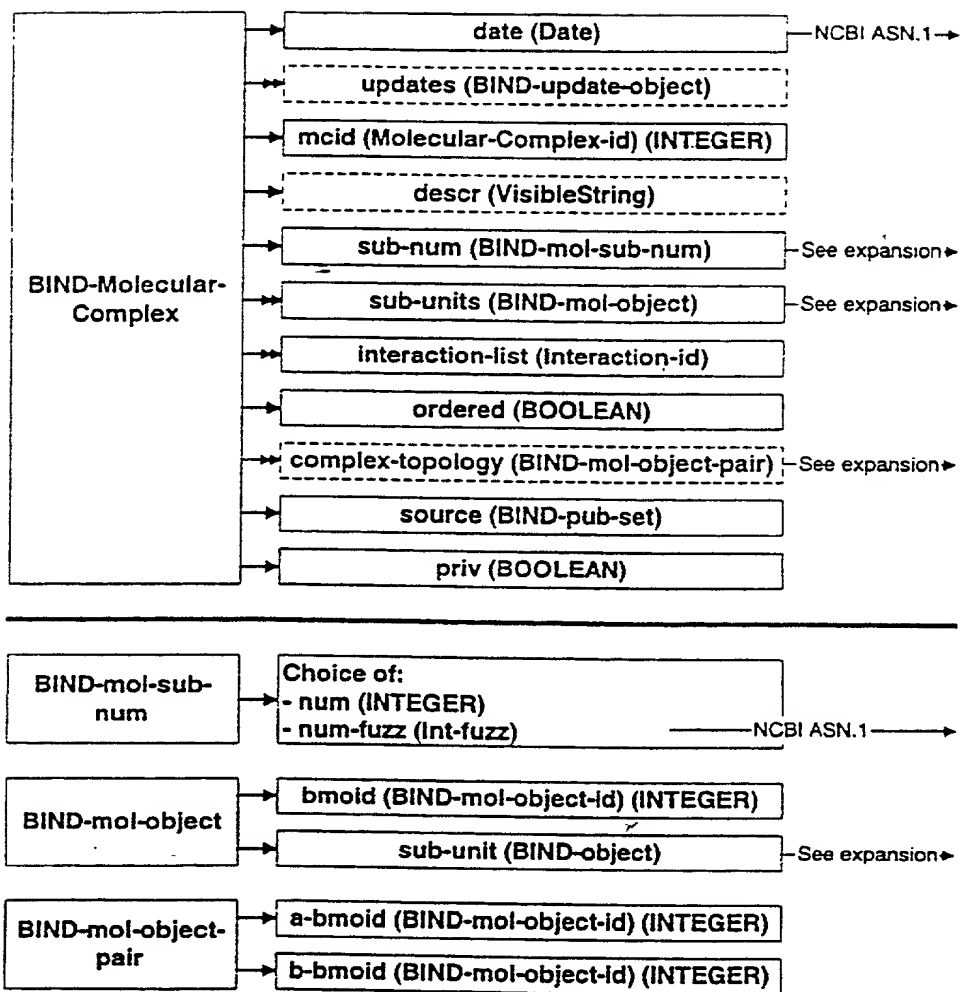 date (Date)
NCBI ASN.1
updates (BIND-update-object)
mcid (Molecular-Complex-id) (INTEGER)
descr (VisibleString)
sub-num (BIND-mol-sub-num)
See expansion
BIND-Molecular-
Complex
sub-units (BIND-mol-object)
See expansion
interaction-list (Interaction-id)
ordered (BOOLEAN)
complex-topology (BIND-mol-object-pair)
See expansion
source (BIND-pub-set)
priv (BOOLEAN)
BIND-mol-sub-
num
Choice of:
- num (INTEGER)
- num-fuzz (Int-fuzz)
NCBI ASN.1
BIND-mol-object
bmoid (BIND-mol-object-id) (INTEGER)
sub-unit (BIND-object)
See expansion
BIND-mol-object-
pair
a-bmoid (BIND-mol-object-id) (INTEGER)
b-bmoid (BIND-mol-object-id) (INTEGER)